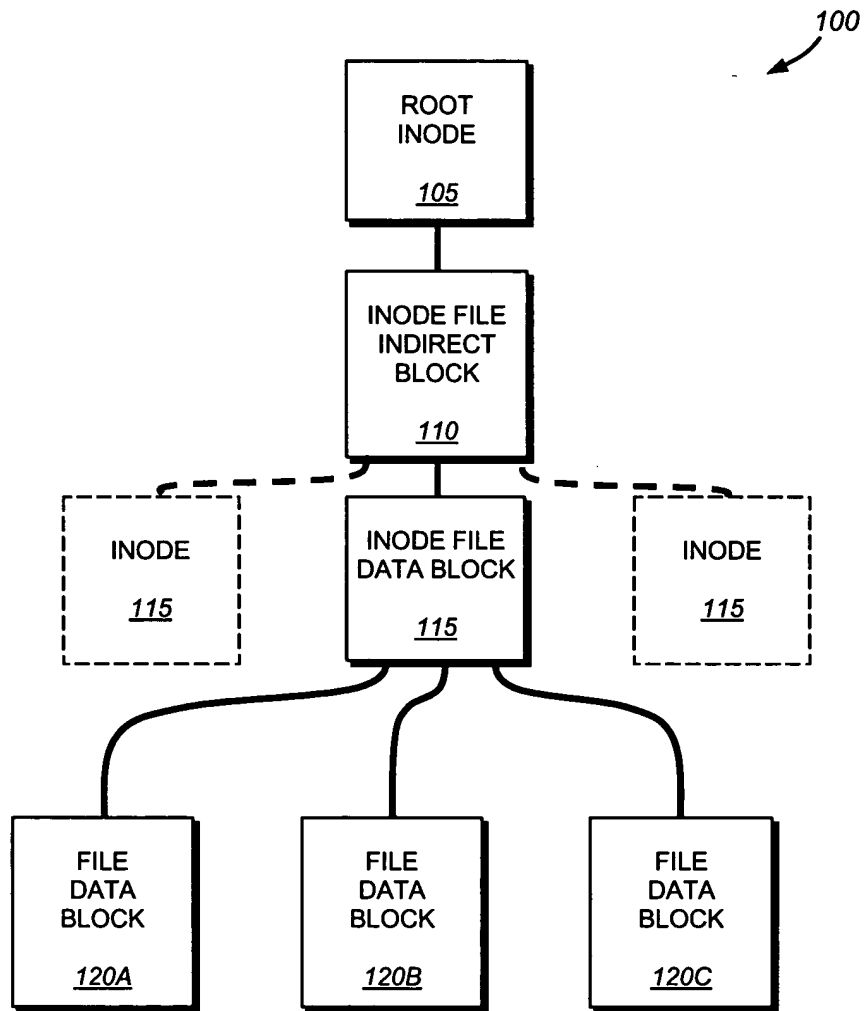 100
ROOT
INODE
105
INODE FILE
INDIRECT
BLOCK
110
INODE
115
INODE FILE
DATA BLOCK
115
INODE
115
FILE
DATA
BLOCK
120A
FILE
DATA
BLOCK
120B
FILE
DATA
BLOCK
120C